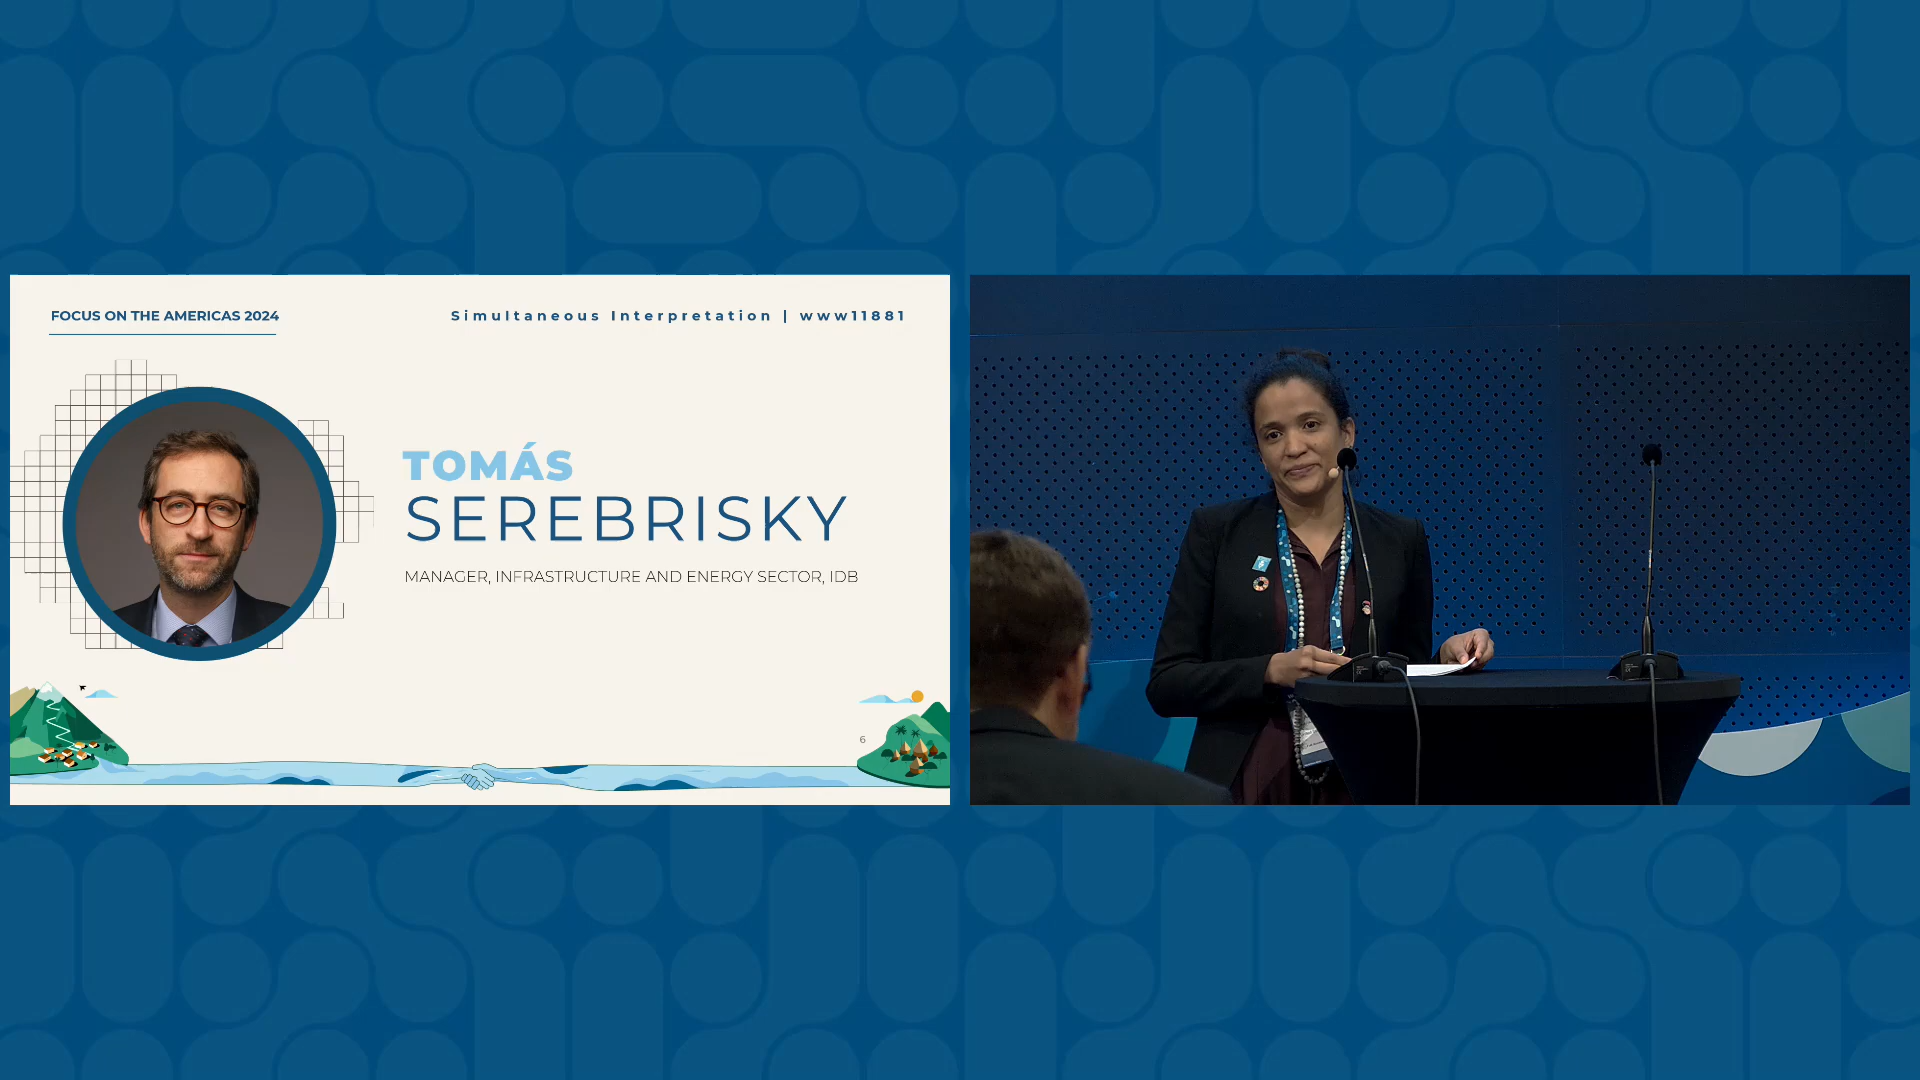 FOCUS ON THE AMERICAS 2024
Simultaneous Interpretation | www11881
TOMÁS
SEREBRISKY
MANAGER, INFRASTRUCTURE AND ENERGY SECTOR, IDB
6